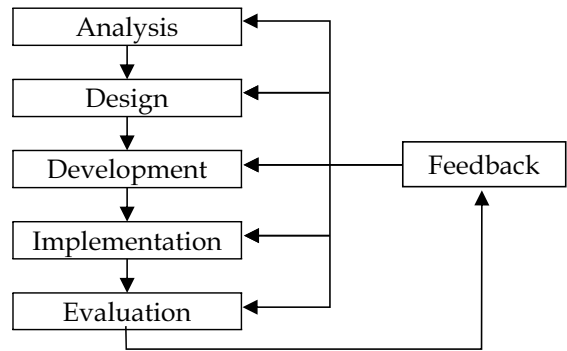 Analysis
Design
Development
Feedback
Implementation
Evaluation